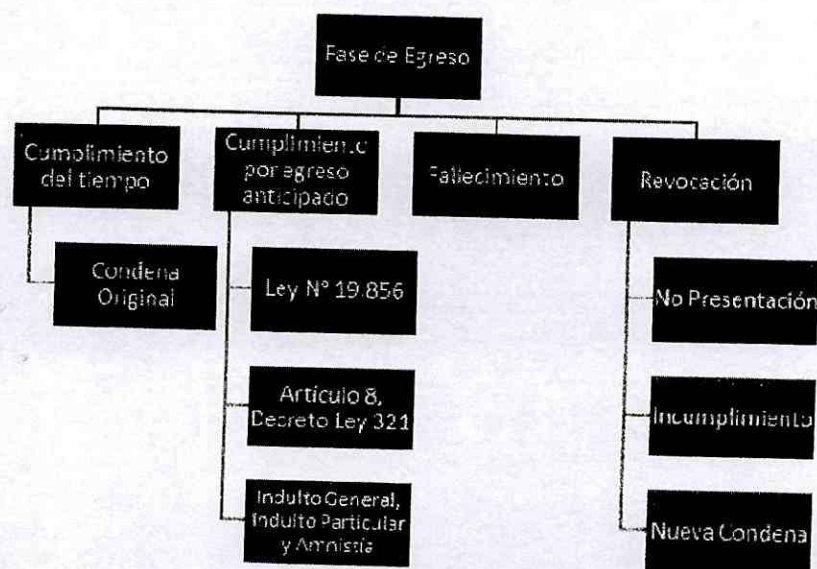 Fase de Egreso
Cumplimiento
del tiempo
Cumplimiento
por egreso
anticipado
Fallecimiento
Revocación
Condena
Original
Ley N° 19.856
Artículo 8,
Decreto Ley 321
Indulto General,
Indulto Particular
y Amnistía
No Presentación
Incumplimiento
Nueva Condena